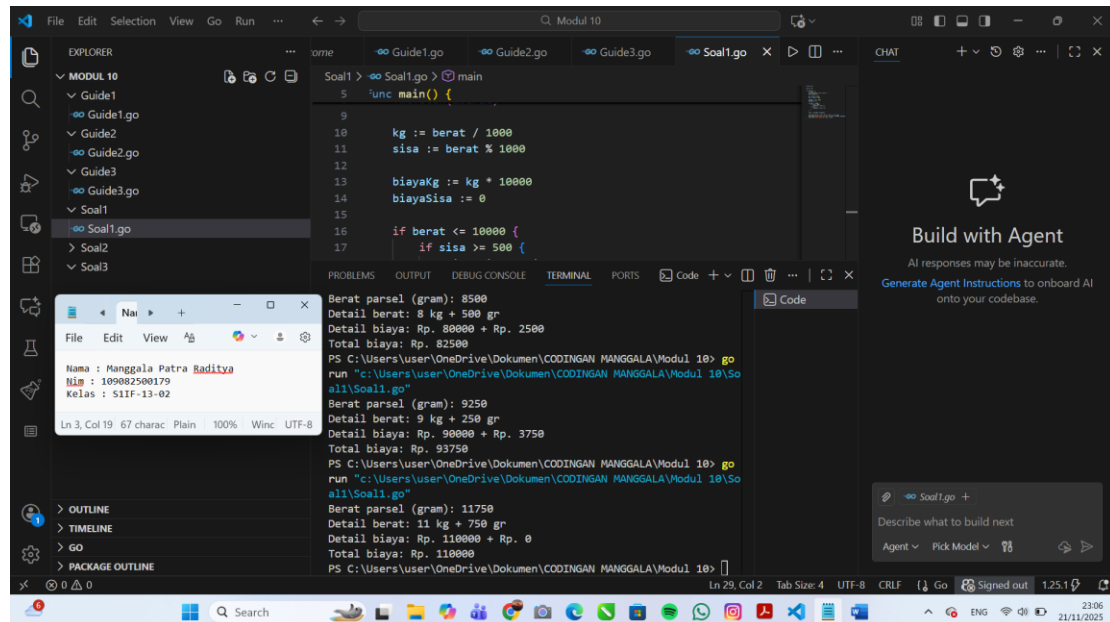 File Edit Selection View Go Run ··· Modul 10
EXPLORER ···
MODUL 10
Guide1
Guide1.go
Guide2
Guide2.go
Guide3
Guide3.go
Soal1
Soal1.go
Soal2
Soal3
OUTLINE
TIMELINE
GO
PACKAGE OUTLINE
ome Guide1.go Guide2.go Guide3.go Soal1.go
Soal1 > Soal1.go > main
5 func main() {
9
10 kg := berat / 1000
11 sisa := berat % 1000
12
13 biayaKg := kg * 10000
14 biayaSisa := 0
15
16 if berat <= 10000 {
17 if sisa >= 500 {
PROBLEMS OUTPUT DEBUG CONSOLE TERMINAL PORTS Code
Code
Berat parsel (gram): 8500
Detail berat: 8 kg + 500 gr
Detail biaya: Rp. 80000 + Rp. 2500
Total biaya: Rp. 82500
PS C:\Users\user\OneDrive\Dokumen\CODINGAN MANGGALA\Modul 10> go
run "c:\Users\user\OneDrive\Dokumen\CODINGAN MANGGALA\Modul 10\So
al1\Soal1.go"
Berat parsel (gram): 9250
Detail berat: 9 kg + 250 gr
Detail biaya: Rp. 90000 + Rp. 3750
Total biaya: Rp. 93750
PS C:\Users\user\OneDrive\Dokumen\CODINGAN MANGGALA\Modul 10> go
run "c:\Users\user\OneDrive\Dokumen\CODINGAN MANGGALA\Modul 10\So
al1\Soal1.go"
Berat parsel (gram): 11750
Detail berat: 11 kg + 750 gr
Detail biaya: Rp. 110000 + Rp. 0
Total biaya: Rp. 110000
PS C:\Users\user\OneDrive\Dokumen\CODINGAN MANGGALA\Modul 10>
Nar
File Edit View
Nama : Manggala Patra Raditya
Nim : 109082500179
Kelas : S1IF-13-02
Ln 3, Col 19 67 charac Plain 100% Winc UTF-8
CHAT
Build with Agent
AI responses may be inaccurate.
Generate Agent Instructions to onboard AI
onto your codebase.
Soal1.go +
Describe what to build next
Agent Pick Model
0 0 Ln 29, Col 2 Tab Size: 4 UTF-8 CRLF {} Go Signed out 1.25.1
6 Search ENG 23:06
21/11/2025